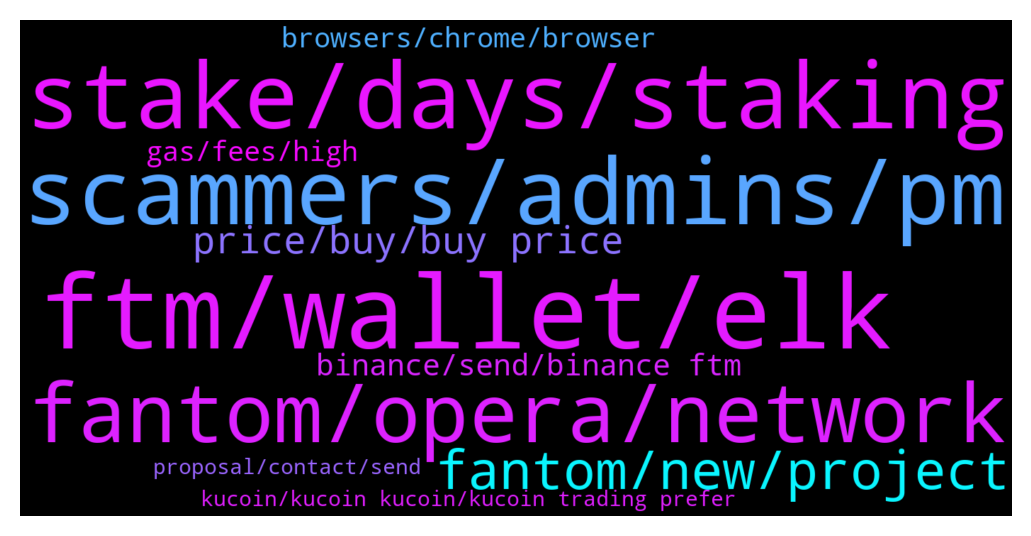 browsers/chrome/browser
stake/days/staking
gas/fees/high
scammers/admins/pm
price/buy/buy price
ftm/wallet/elk
binance/send/binance ftm
fantom/opera/network
fantom/new/project
proposal/contact/send
kucoin/kucoin kucoin/kucoin trading prefer